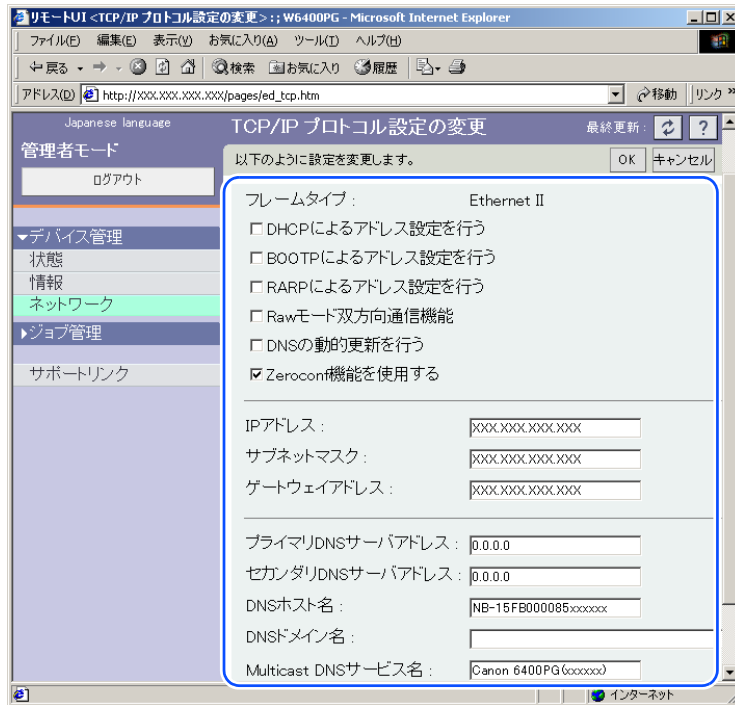 リモートUI <TCP/IP プロトコル設定の変更> : ; W6400PG - Microsoft Internet Explorer
ファイル(F) 編集(E) 表示(V) お気に入り(A) ツール(T) ヘルプ(H)
戻る 検索 お気に入り 履歴
アドレス(D) http://XXX.XXX.XXX.XXX/pages/ed_tcp.htm 移動 リンク »
Japanese language
管理者モード
ログアウト
▼デバイス管理
状態
情報
ネットワーク
▶ジョブ管理
サポートリンク
TCP/IP プロトコル設定の変更 最終更新 : ?
以下のように設定を変更します。 OK キャンセル
フレームタイプ : Ethernet II
DHCPによるアドレス設定を行う
BOOTPによるアドレス設定を行う
RARPによるアドレス設定を行う
Rawモード双方向通信機能
DNSの動的更新を行う
Zeroconf機能を使用する
IPアドレス : XXX.XXX.XXX.XXX
サブネットマスク : XXX.XXX.XXX.XXX
ゲートウェイアドレス : XXX.XXX.XXX.XXX
プライマリDNSサーバアドレス : 0.0.0.0
セカンダリDNSサーバアドレス : 0.0.0.0
DNSホスト名 : NB-15FB000085xxxxxx
DNSドメイン名 :
Multicast DNSサービス名 : Canon 6400PG(xxxxxx)
インターネット